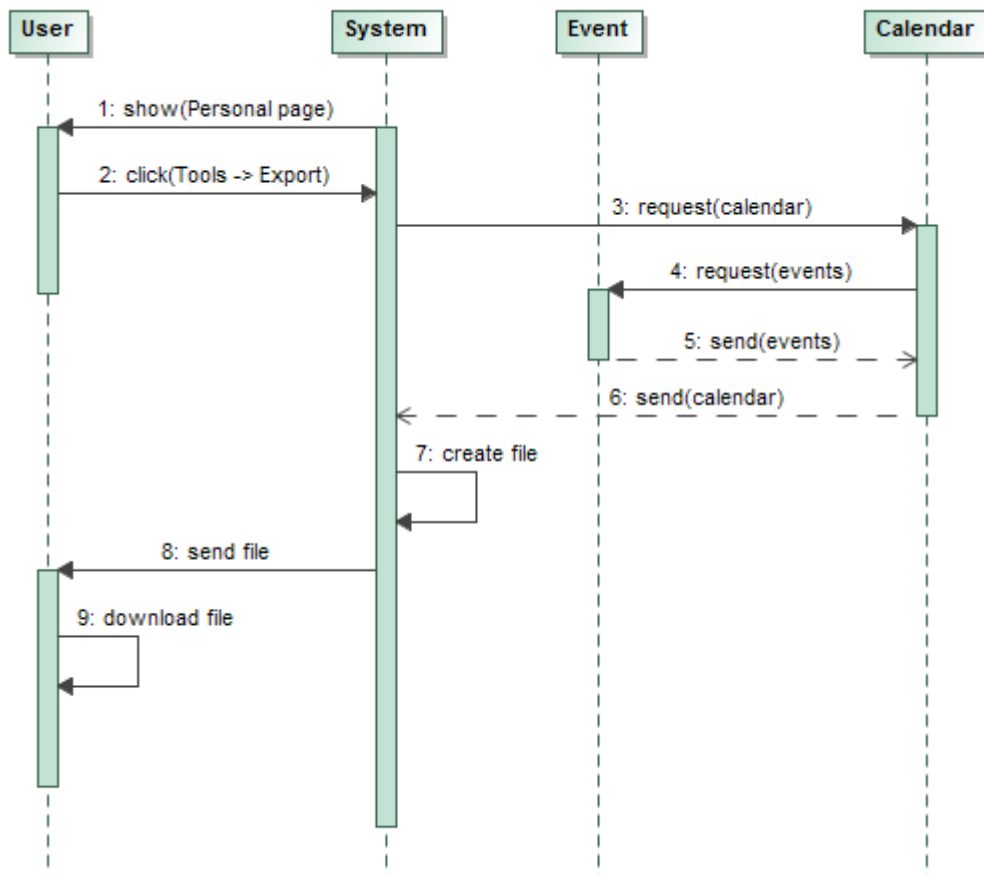 User
System
Event
Calendar
1: show(Personal page)
2: click(Tools -> Export)
3: request(calendar)
4: request(events)
5: send(events)
6: send(calendar)
7: create file
8: send file
9: download file